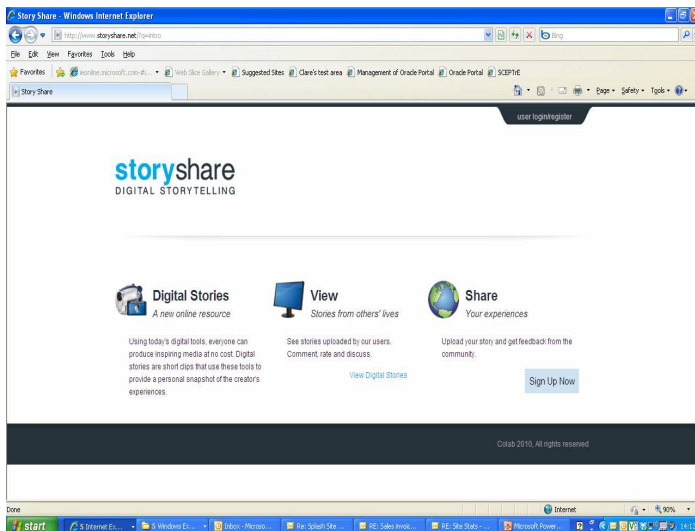 Story Share - Windows Internet Explorer
http://www.storyshare.net/?q=intro
Bing
File Edit View Favorites Tools Help
Favorites Web Slice Gallery Suggested Sites Clare's test area Management of Oracle Portal Oracle Portal SCEPTrE
Story Share
Page Safety Tools
user login/register
storyshare
DIGITAL STORYTELLING
Digital Stories
A new online resource
Using today's digital tools, everyone can
produce inspiring media at no cost. Digital
stories are short clips that use these tools to
provide a personal snapshot of the creator's
experiences.
View
Stories from others' lives
See stories uploaded by our users.
Comment, rate and discuss.
View Digital Stories
Share
Your experiences
Upload your story and get feedback from the
community.
Sign Up Now
Colab 2010, All rights reserved
Done
Internet
90%
start
5 Internet Ex...
5 Windows Ex...
Inbox - Microso...
Re: Splash Site ...
RE: Sales invoic...
RE: Site Stats - ...
Microsoft Power...